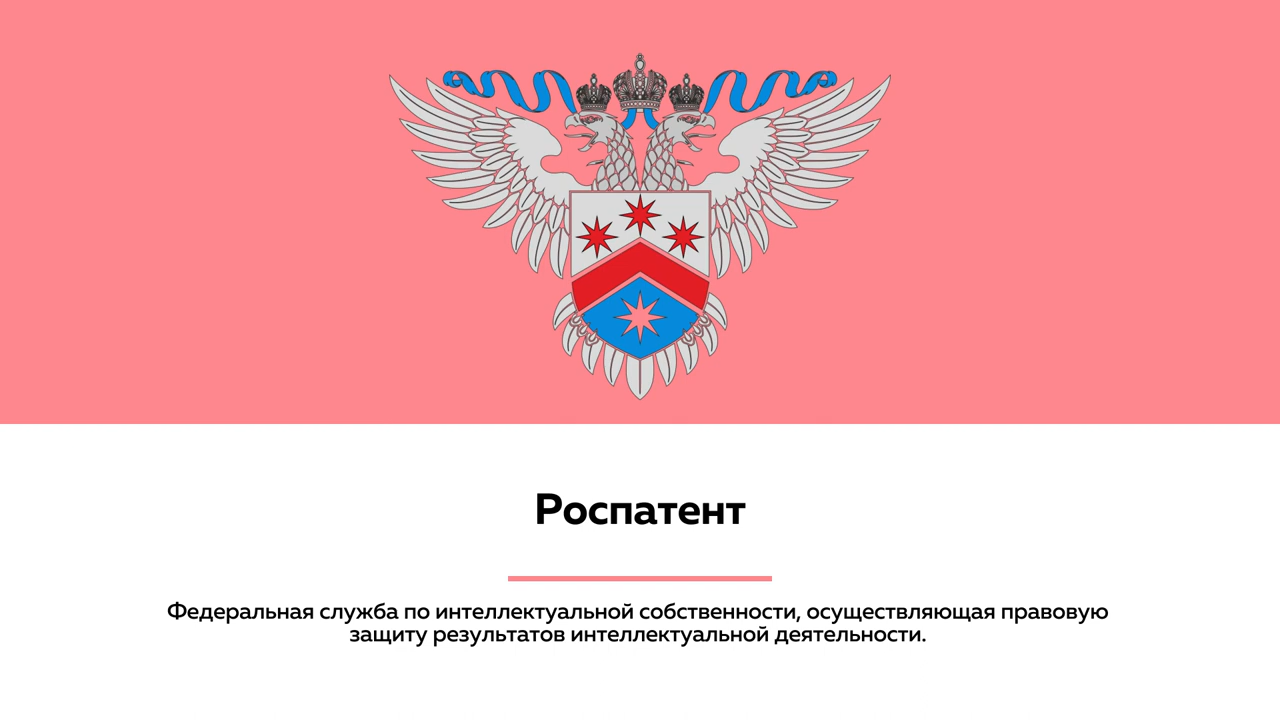 Роспатент
Федеральная служба по интеллектуальной собственности, осуществляющая правовую
защиту результатов интеллектуальной деятельности.